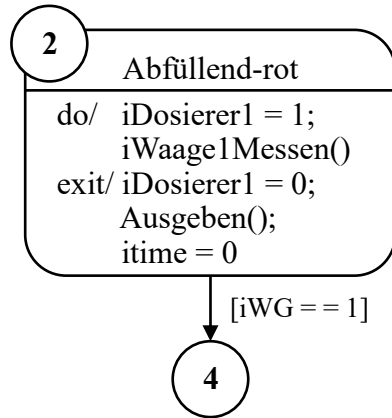 2
Abfüllend-rot
do/ iDosierer1 = 1;
iWaage1Messen()
exit/ iDosierer1 = 0;
Ausgeben();
itime = 0
[iWG = = 1]
4